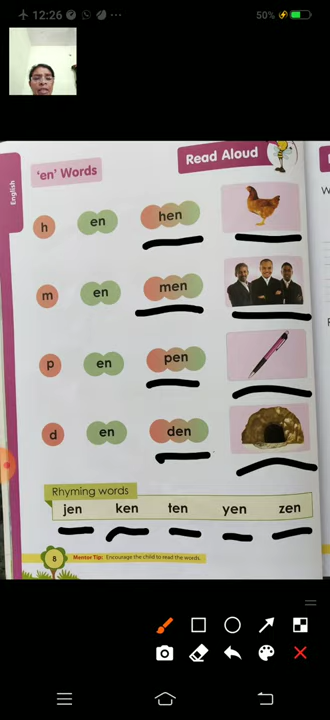 12:26
50%
English
'en' Words
Read Aloud
h en hen
m en men
p en pen
d en den
Rhyming words
jen ken ten yen zen
8 Mentor Tip: Encourage the child to read the words.